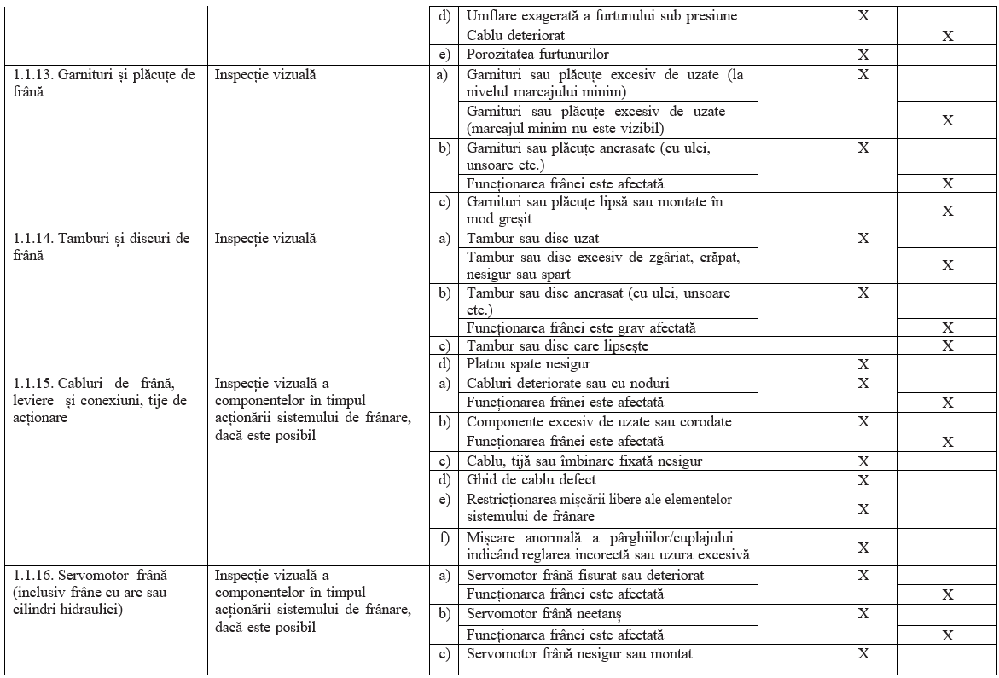 d) Umflare exagerată a furtunului sub presiune X
Cablu deteriorat X
e) Porozitatea furtunurilor X
1.1.13. Garnituri și plăcuțe de
frână
Inspecție vizuală
a) Garnituri sau plăcuțe excesiv de uzate (la
nivelul marcajului minim)
X
Garnituri sau plăcuțe excesiv de uzate
(marcajul minim nu este vizibil)
X
b) Garnituri sau plăcuțe ancrasate (cu ulei,
unsoare etc.)
X
Funcționarea frânei este afectată X
c) Garnituri sau plăcuțe lipsă sau montate în
mod greșit
X
1.1.14. Tamburi și discuri de
frână
Inspecție vizuală
a) Tambur sau disc uzat X
Tambur sau disc excesiv de zgâriat, crăpat,
nesigur sau spart
X
b) Tambur sau disc ancrasat (cu ulei, unsoare
etc.)
X
Funcționarea frânei este grav afectată X
c) Tambur sau disc care lipsește X
d) Platou spate nesigur X
1.1.15. Cabluri de frână,
leviere și conexiuni, tije de
acționare
Inspecție vizuală a
componentelor în timpul
acționării sistemului de frânare,
dacă este posibil
a) Cabluri deteriorate sau cu noduri X
Funcționarea frânei este afectată X
b) Componente excesiv de uzate sau corodate X
Funcționarea frânei este afectată X
c) Cablu, tijă sau îmbinare fixată nesigur X
d) Ghid de cablu defect X
e) Restricționarea mișcării libere ale elementelor
sistemului de frânare
X
f) Mișcare anormală a pârghiilor/cuplajului
indicând reglarea incorectă sau uzura excesivă
X
1.1.16. Servomotor frână
(inclusiv frâne cu arc sau
cilindri hidraulici)
Inspecție vizuală a
componentelor în timpul
acționării sistemului de frânare,
dacă este posibil
a) Servomotor frână fisurat sau deteriorat X
Funcționarea frânei este afectată X
b) Servomotor frână neetanș X
Funcționarea frânei este afectată X
c) Servomotor frână nesigur sau montat X